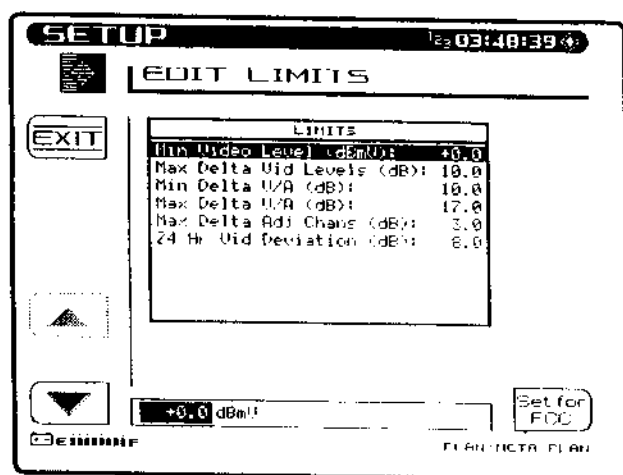 SETUP
03:48:39
EDIT LIMITS
EXIT
LIMITS
Min Video Level (dBmV): +0.0
Max Delta Vid Levels (dB): 10.0
Min Delta V/A (dB): 10.0
Max Delta V/A (dB): 17.0
Max Delta Adj Chans (dB): 3.0
24 Hr Vid Deviation (dB): 8.0
+0.0 dBmV
Set for
FCC
E F
PLAN:NCTA PLAN